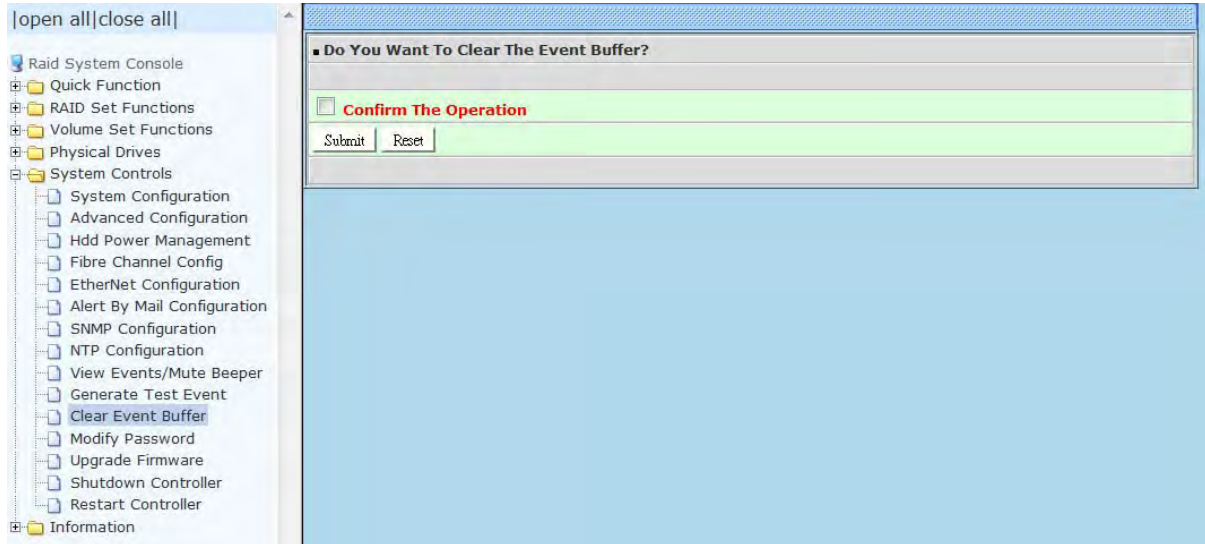 |open all|close all|
Raid System Console
Quick Function
RAID Set Functions
Volume Set Functions
Physical Drives
System Controls
System Configuration
Advanced Configuration
Hdd Power Management
Fibre Channel Config
EtherNet Configuration
Alert By Mail Configuration
SNMP Configuration
NTP Configuration
View Events/Mute Beeper
Generate Test Event
Clear Event Buffer
Modify Password
Upgrade Firmware
Shutdown Controller
Restart Controller
Information
Do You Want To Clear The Event Buffer?
Confirm The Operation
Submit Reset